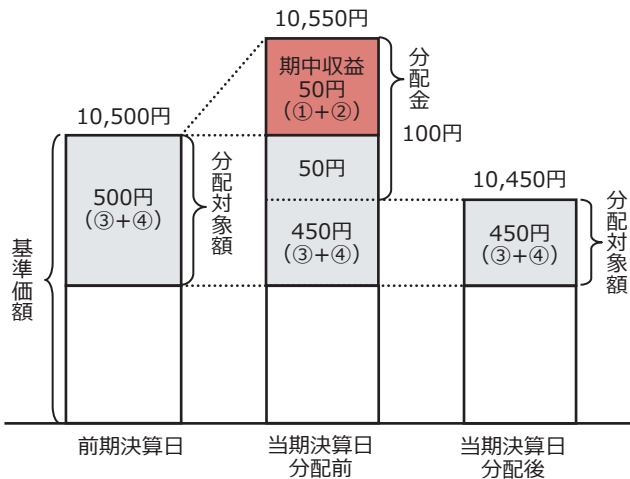 10,550円
期中収益
50円
(①+②)
分配金
100円
10,500円
50円
10,450円
500円
(③+④)
分配対象額
450円
(③+④)
450円
(③+④)
分配対象額
基準価額
前期決算日
当期決算日
分配前
当期決算日
分配後